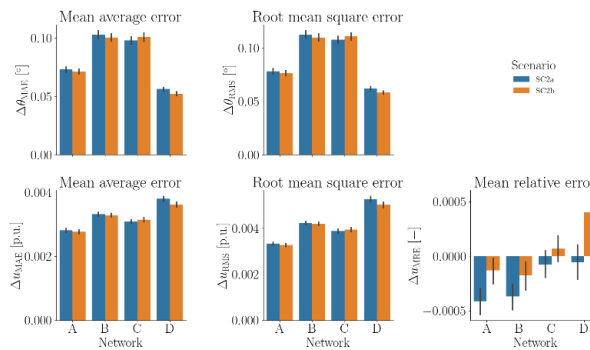 Mean average error
Root mean square error
Δθ_MAE [°]
0.10
0.05
0.00
Δθ_RMS [°]
0.10
0.05
0.00
Scenario
SC2a
SC2b
Mean average error
Root mean square error
Mean relative error
Δu_MAE [p.u.]
0.004
0.002
0.000
A B C D
Network
Δu_RMS [p.u.]
0.004
0.002
0.000
A B C D
Network
Δu_MRE [−]
0.0005
0.0000
−0.0005
A B C D
Network